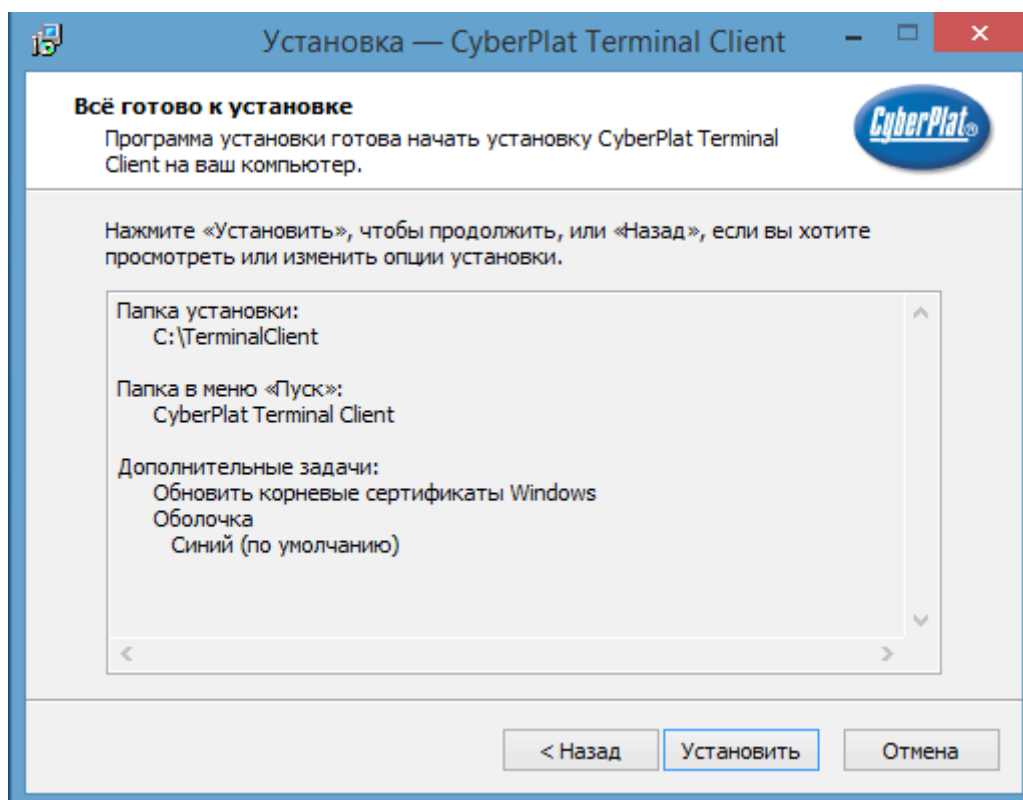 Установка — CyberPlat Terminal Client
Всё готово к установке
Программа установки готова начать установку CyberPlat Terminal
Client на ваш компьютер.
CyberPlat®
Нажмите «Установить», чтобы продолжить, или «Назад», если вы хотите
просмотреть или изменить опции установки.
Папка установки:
C:\TerminalClient
Папка в меню «Пуск»:
CyberPlat Terminal Client
Дополнительные задачи:
Обновить корневые сертификаты Windows
Оболочка
Синий (по умолчанию)
< Назад
Установить
Отмена